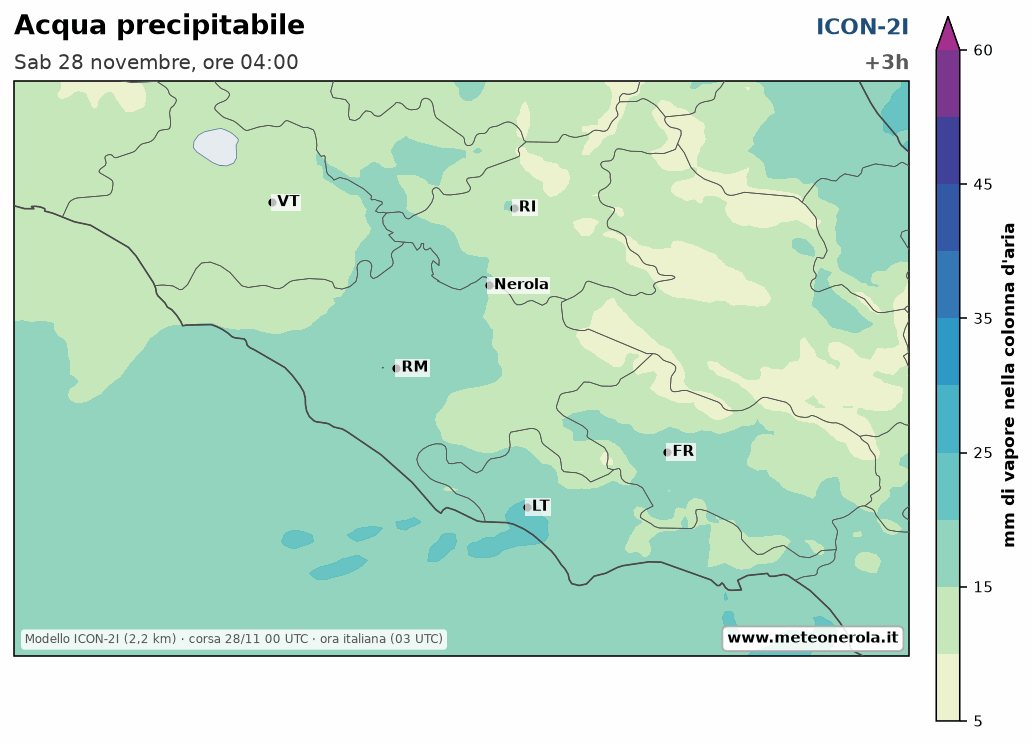 Acqua precipitabile
ICON-2I
Sab 28 novembre, ore 04:00
+3h
60
45
35
25
15
5
mm di vapore nella colonna d'aria
VT
RI
Nerola
RM
FR
LT
Modello ICON-2I (2,2 km) · corsa 28/11 00 UTC · ora italiana (03 UTC)
www.meteonerola.it